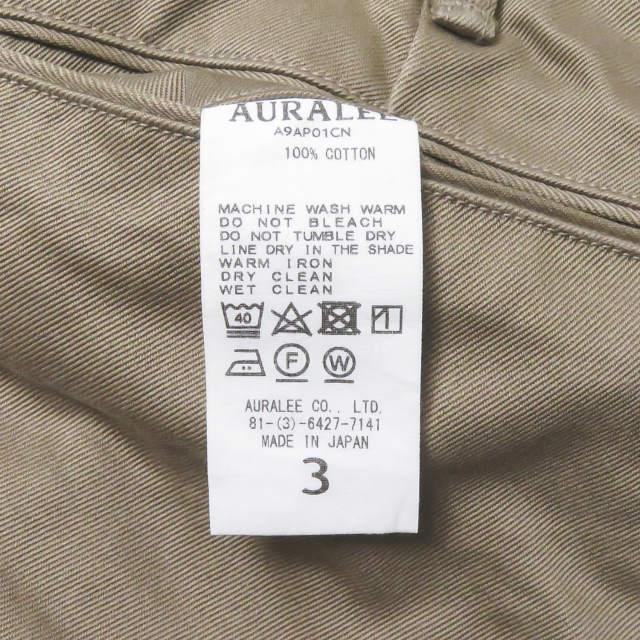 AURALEE
A9AP01CN
100% COTTON
MACHINE WASH WARM
DO NOT BLEACH
DO NOT TUMBLE DRY
LINE DRY IN THE SHADE
WARM IRON
DRY CLEAN
WET CLEAN
40
F W
AURALEE CO., LTD.
81-(3)-6427-7141
MADE IN JAPAN
3